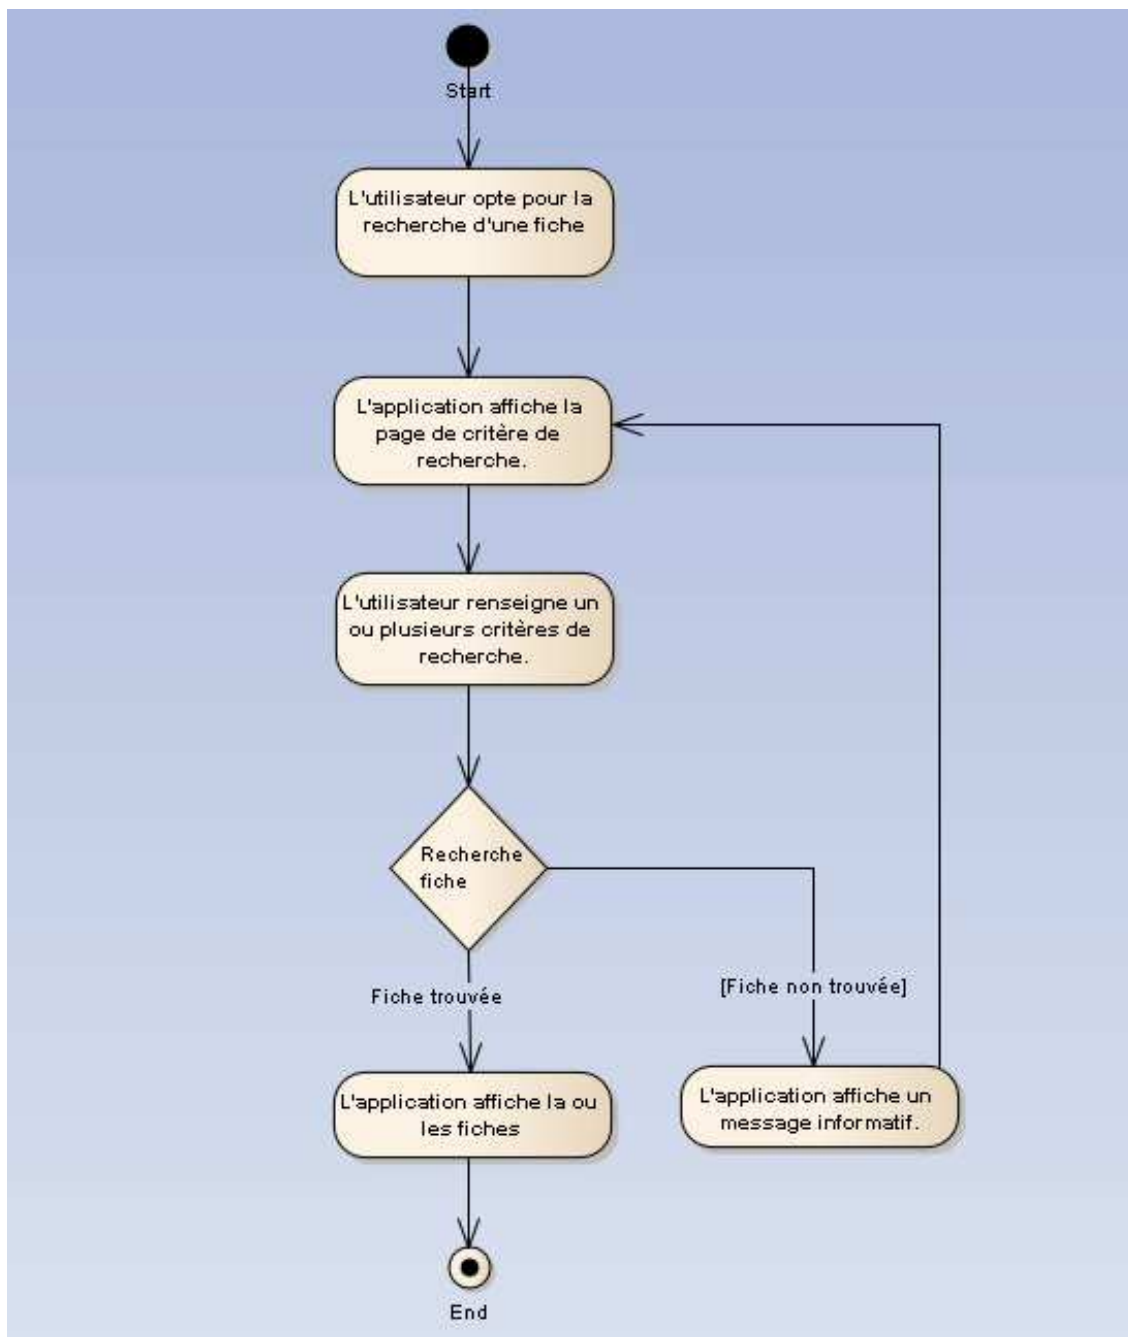 Start
L'utilisateur opte pour la
recherche d'une fiche
L'application affiche la
page de critère de
recherche.
L'utilisateur renseigne un
ou plusieurs critères de
recherche.
Recherche
fiche
Fiche trouvée
[Fiche non trouvée]
L'application affiche la ou
les fiches
L'application affiche un
message informatif.
End